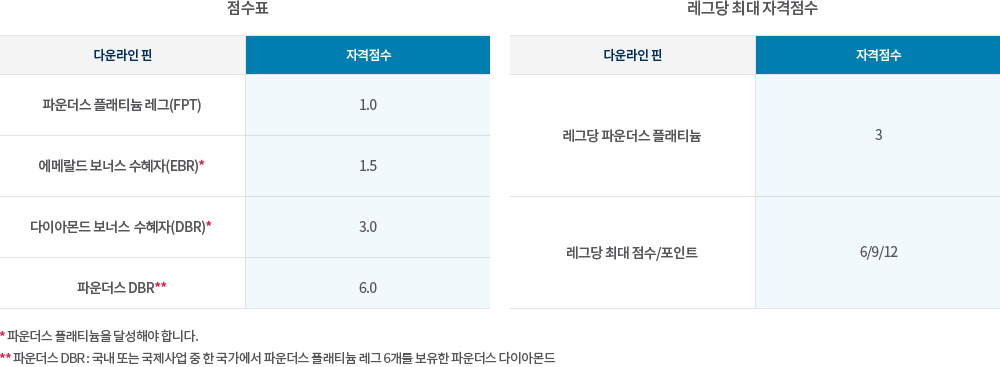 점수표
다운라인 핀 자격점수
파운더스 플래티늄 레그(FPT) 1.0
에메랄드 보너스 수혜자(EBR)* 1.5
다이아몬드 보너스 수혜자(DBR)* 3.0
파운더스 DBR** 6.0
레그당 최대 자격점수
다운라인 핀 자격점수
레그당 파운더스 플래티늄 3
레그당 최대 점수/포인트 6/9/12
* 파운더스 플래티늄을 달성해야 합니다.
** 파운더스 DBR : 국내 또는 국제사업 중 한 국가에서 파운더스 플래티늄 레그 6개를 보유한 파운더스 다이아몬드